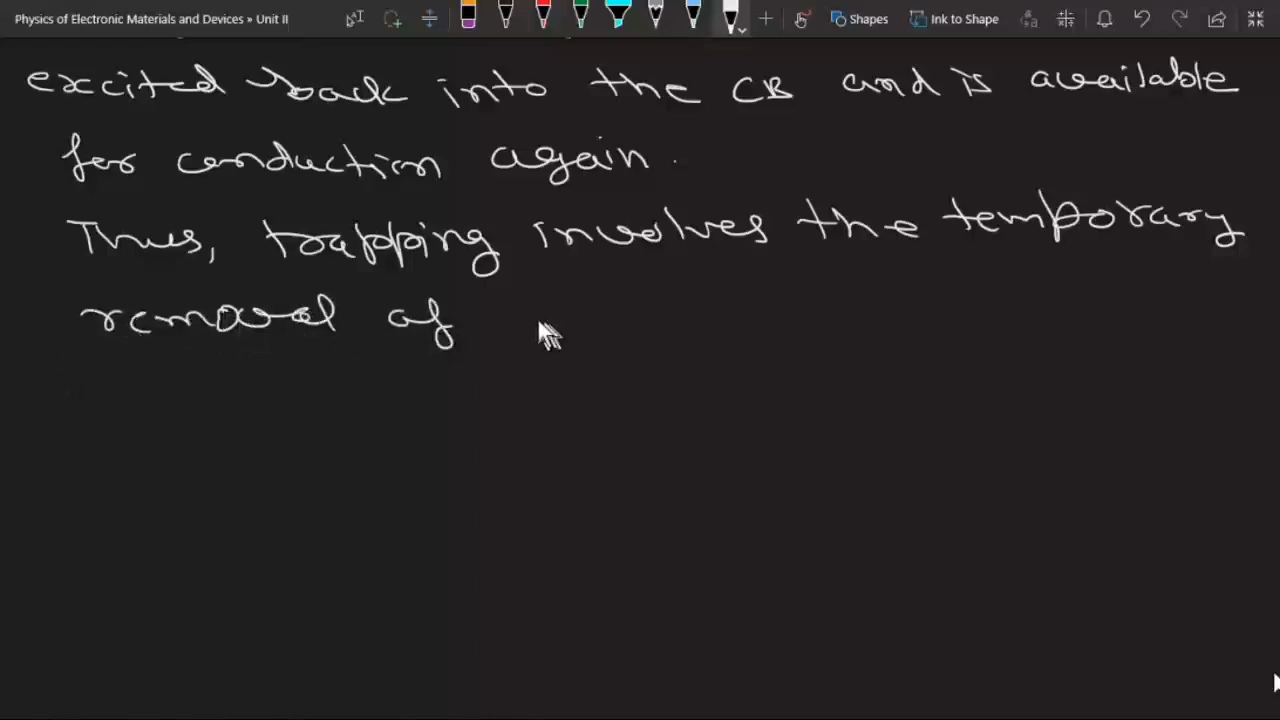 Physics of Electronic Materials and Devices » Unit II
Shapes
Ink to Shape
excited back into the CB and is available
for conduction again.
Thus, trapping involves the temporary
removal of